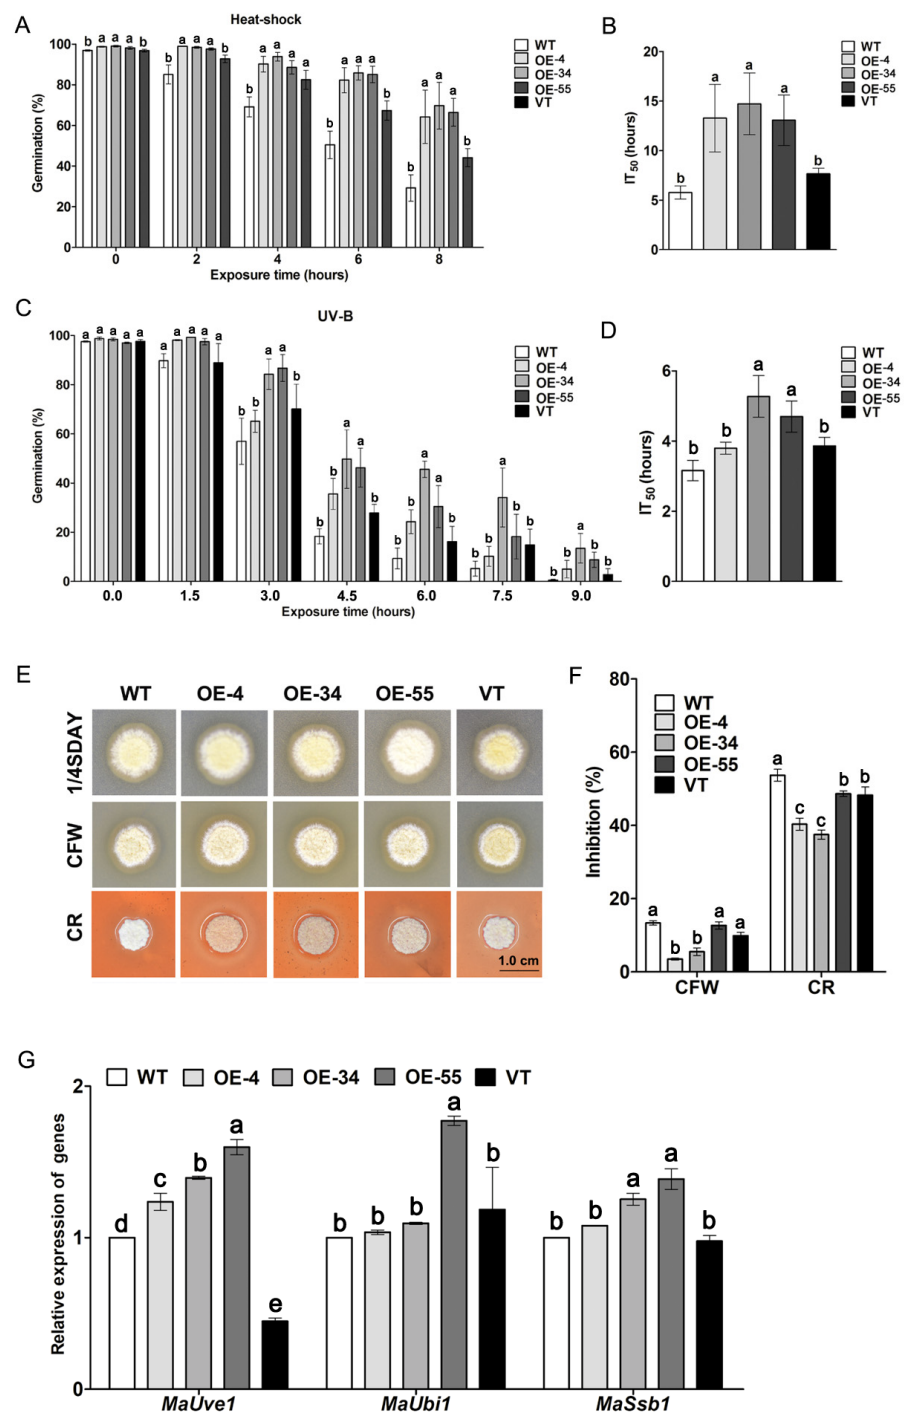 A
Heat-shock
Germination (%)
100
80
60
40
20
0
b a a a b
b a a a b
b a a a a
b a a a b
b a a a b
0 2 4 6 8
Exposure time (hours)
WT
OE-4
OE-34
OE-55
VT
B
IT50 (hours)
20
15
10
5
0
b a a a b
WT
OE-4
OE-34
OE-55
VT
C
UV-B
Germination (%)
100
80
60
40
20
0
a a a a a
a a a a a
b b a a b
b b a a b
b b a a b
b b a b b
b b a b b
0.0 1.5 3.0 4.5 6.0 7.5 9.0
Exposure time (hours)
WT
OE-4
OE-34
OE-55
VT
D
IT50 (hours)
6
4
2
0
b b a a b
WT
OE-4
OE-34
OE-55
VT
E
WT OE-4 OE-34 OE-55 VT
1/4SDAY
CFW
CR
1.0 cm
F
Inhibition (%)
80
60
40
20
0
WT
OE-4
OE-34
OE-55
VT
a b b a a
a c c b b
CFW CR
G
WT OE-4 OE-34 OE-55 VT
Relative expression of genes
2
1
0
d c b a e
b b b a b
b b a a b
MaUve1 MaUbi1 MaSsb1